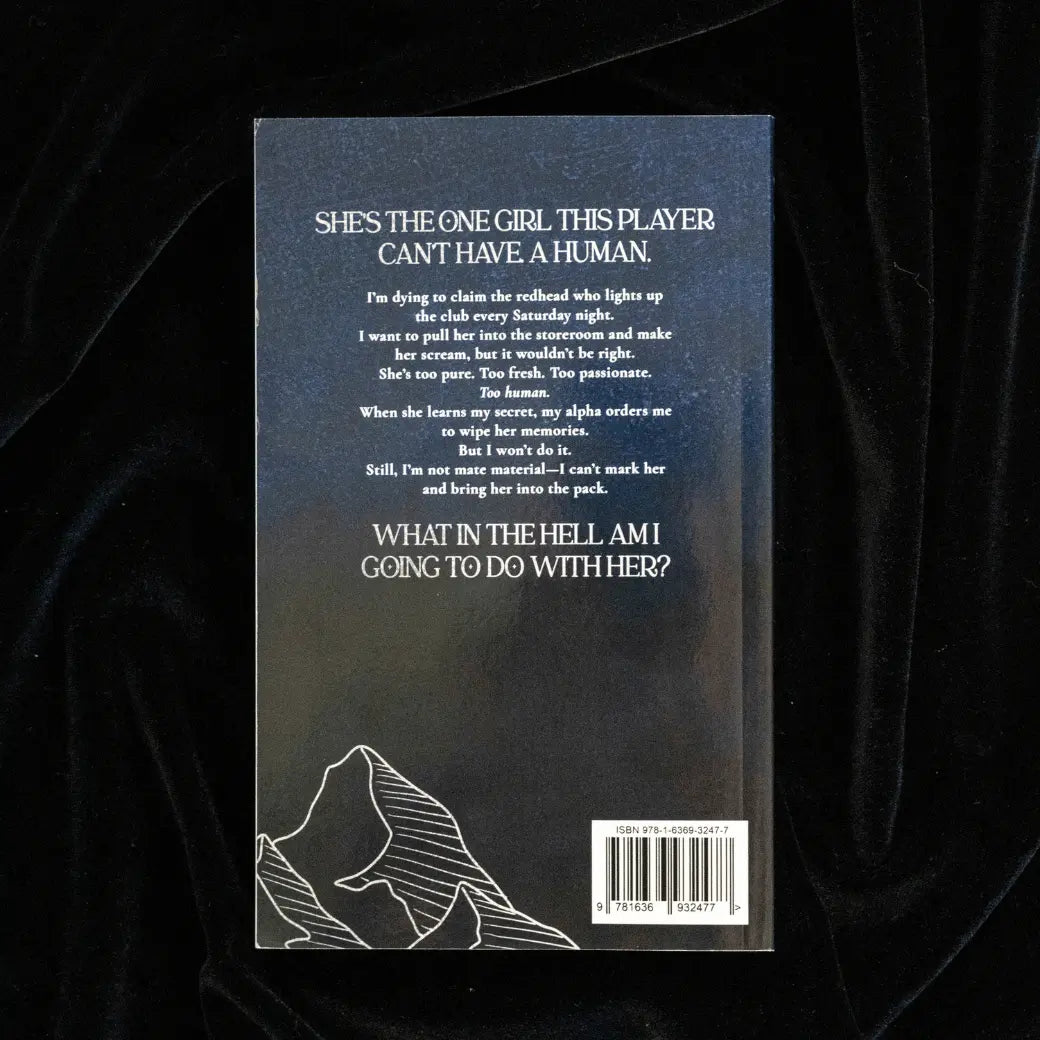 SHE'S THE ONE GIRL THIS PLAYER
CAN'T HAVE. A HUMAN.
I'm dying to claim the redhead who lights up
the club every Saturday night.
I want to pull her into the storeroom and make
her scream, but it wouldn't be right.
She's too pure. Too fresh. Too passionate.
Too human.
When she learns my secret, my alpha orders me
to wipe her memories.
But I won't do it.
Still, I'm not mate material—I can't mark her
and bring her into the pack.
WHAT IN THE HELL AM I
GOING TO DO WITH HER?
ISBN 978-1-6369-3247-7
9 781636 932477 >